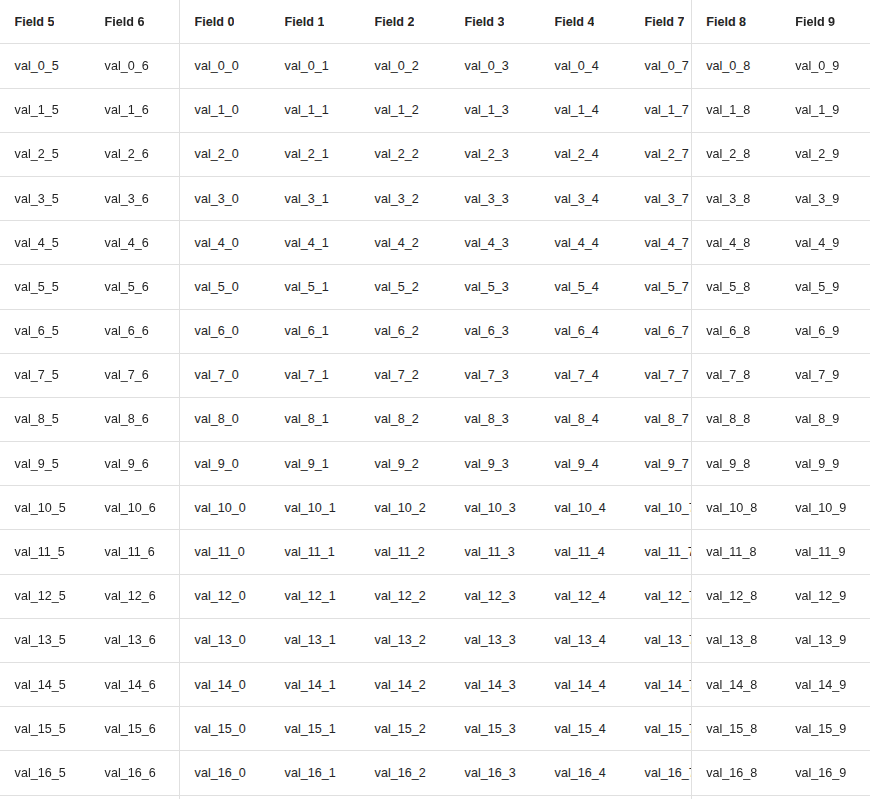 Field 5 Field 6 Field 0 Field 1 Field 2 Field 3 Field 4 Field 7 Field 8 Field 9
val_0_5 val_0_6 val_0_0 val_0_1 val_0_2 val_0_3 val_0_4 val_0_7 val_0_8 val_0_9
val_1_5 val_1_6 val_1_0 val_1_1 val_1_2 val_1_3 val_1_4 val_1_7 val_1_8 val_1_9
val_2_5 val_2_6 val_2_0 val_2_1 val_2_2 val_2_3 val_2_4 val_2_7 val_2_8 val_2_9
val_3_5 val_3_6 val_3_0 val_3_1 val_3_2 val_3_3 val_3_4 val_3_7 val_3_8 val_3_9
val_4_5 val_4_6 val_4_0 val_4_1 val_4_2 val_4_3 val_4_4 val_4_7 val_4_8 val_4_9
val_5_5 val_5_6 val_5_0 val_5_1 val_5_2 val_5_3 val_5_4 val_5_7 val_5_8 val_5_9
val_6_5 val_6_6 val_6_0 val_6_1 val_6_2 val_6_3 val_6_4 val_6_7 val_6_8 val_6_9
val_7_5 val_7_6 val_7_0 val_7_1 val_7_2 val_7_3 val_7_4 val_7_7 val_7_8 val_7_9
val_8_5 val_8_6 val_8_0 val_8_1 val_8_2 val_8_3 val_8_4 val_8_7 val_8_8 val_8_9
val_9_5 val_9_6 val_9_0 val_9_1 val_9_2 val_9_3 val_9_4 val_9_7 val_9_8 val_9_9
val_10_5 val_10_6 val_10_0 val_10_1 val_10_2 val_10_3 val_10_4 val_10_7 val_10_8 val_10_9
val_11_5 val_11_6 val_11_0 val_11_1 val_11_2 val_11_3 val_11_4 val_11_7 val_11_8 val_11_9
val_12_5 val_12_6 val_12_0 val_12_1 val_12_2 val_12_3 val_12_4 val_12_7 val_12_8 val_12_9
val_13_5 val_13_6 val_13_0 val_13_1 val_13_2 val_13_3 val_13_4 val_13_7 val_13_8 val_13_9
val_14_5 val_14_6 val_14_0 val_14_1 val_14_2 val_14_3 val_14_4 val_14_7 val_14_8 val_14_9
val_15_5 val_15_6 val_15_0 val_15_1 val_15_2 val_15_3 val_15_4 val_15_7 val_15_8 val_15_9
val_16_5 val_16_6 val_16_0 val_16_1 val_16_2 val_16_3 val_16_4 val_16_7 val_16_8 val_16_9